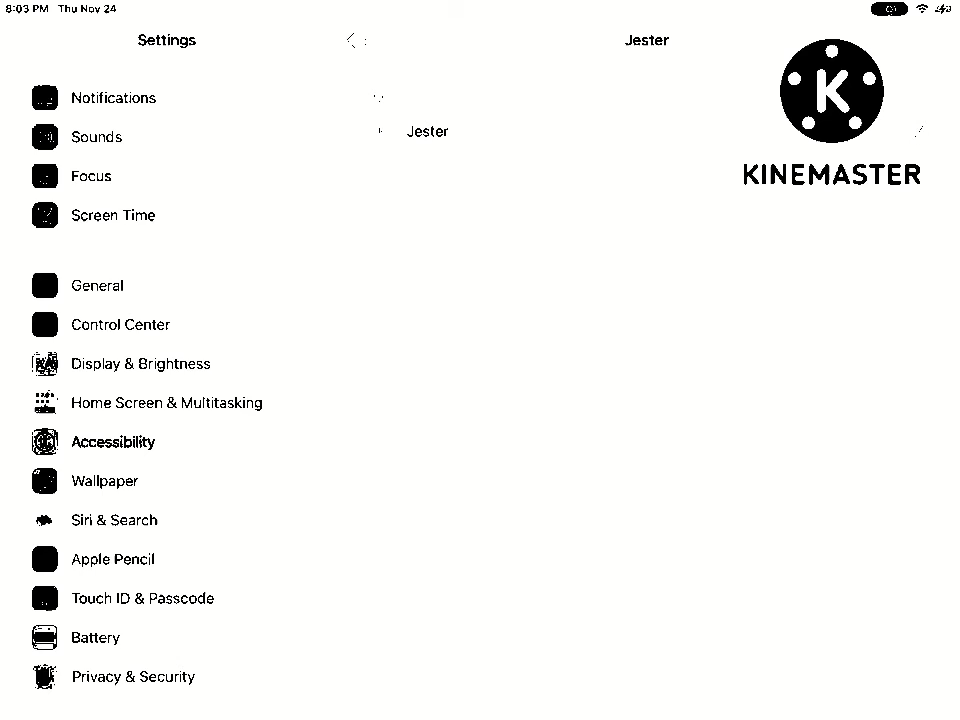 8:03 PM Thu Nov 24
Settings
Notifications
Sounds
Focus
Screen Time
General
Control Center
Display & Brightness
Home Screen & Multitasking
Accessibility
Wallpaper
Siri & Search
Apple Pencil
Touch ID & Passcode
Battery
Privacy & Security
Jester
Jester
K
KINEMASTER